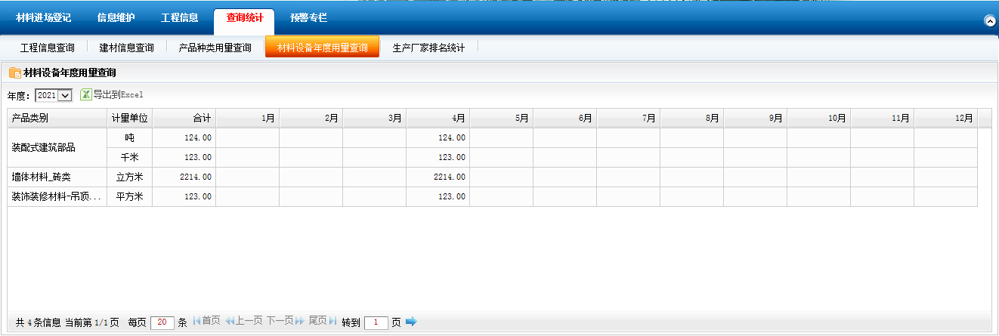 材料进场登记 信息维护 工程信息 查询统计 预警专栏
工程信息查询 建材信息查询 产品种类用量查询 材料设备年度用量查询 生产厂家排名统计
材料设备年度用量查询
年度: 2021 导出到Excel
产品类别 计量单位 合计 1月 2月 3月 4月 5月 6月 7月 8月 9月 10月 11月 12月
装配式建筑部品 吨 124.00 124.00
千米 123.00 123.00
墙体材料_砖类 立方米 2214.00 2214.00
装饰装修材料-吊顶... 平方米 123.00 123.00
共 4 条信息 当前第 1/1 页 每页 20 条 首页 上一页 下一页 尾页 转到 1 页